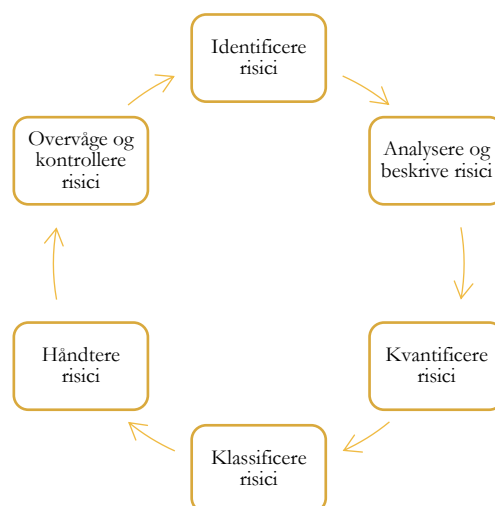 Identificere
risici
Analysere og
beskrive risici
Kvantificere
risici
Klassificere
risici
Håndtere
risici
Overvåge og
kontrollere
risici